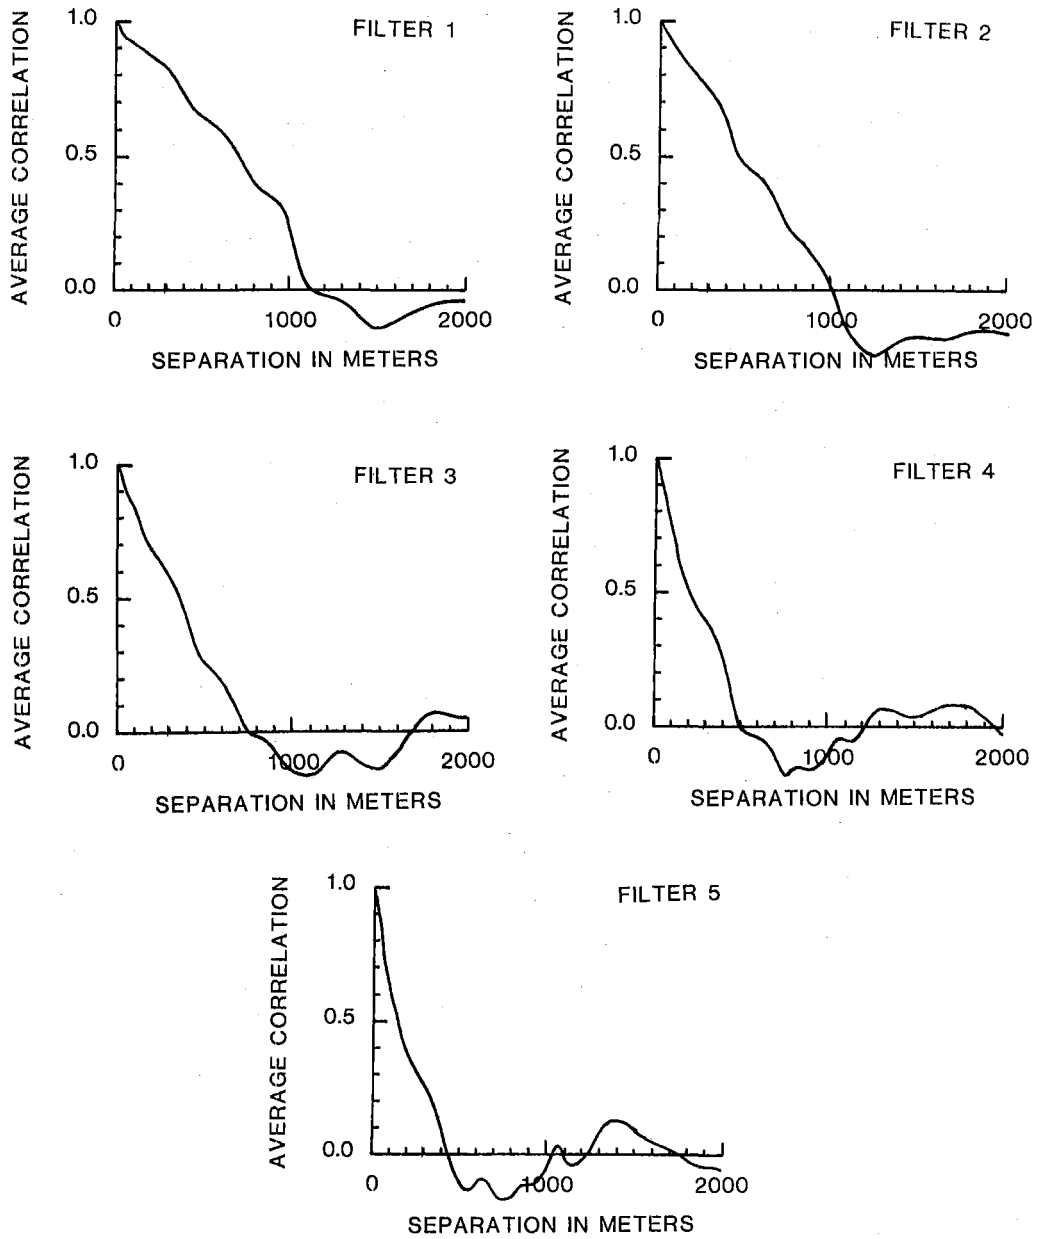 FILTER 1
AVERAGE CORRELATION
1.0
0.5
0.0
0 1000 2000
SEPARATION IN METERS
FILTER 2
AVERAGE CORRELATION
1.0
0.5
0.0
0 1000 2000
SEPARATION IN METERS
FILTER 3
AVERAGE CORRELATION
1.0
0.5
0.0
0 1000 2000
SEPARATION IN METERS
FILTER 4
AVERAGE CORRELATION
1.0
0.5
0.0
0 1000 2000
SEPARATION IN METERS
FILTER 5
AVERAGE CORRELATION
1.0
0.5
0.0
0 1000 2000
SEPARATION IN METERS